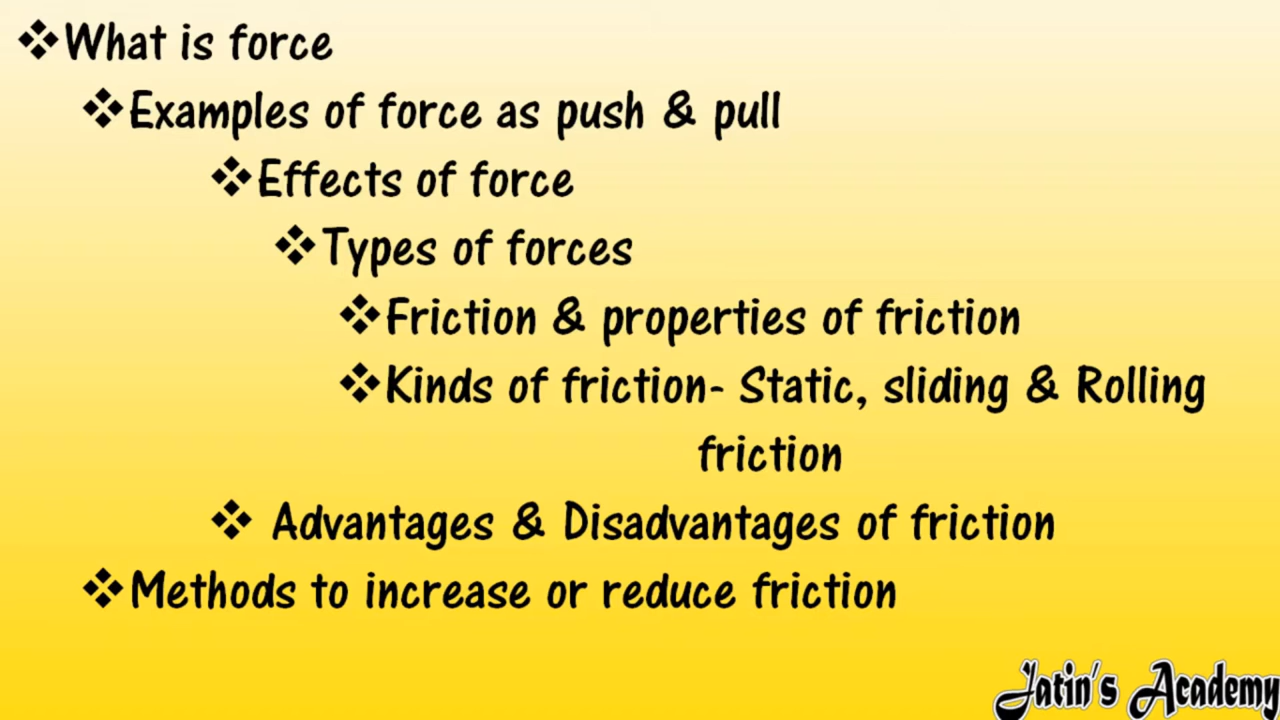 ❖What is force
❖Examples of force as push & pull
❖Effects of force
❖Types of forces
❖Friction & properties of friction
❖Kinds of friction- Static, sliding & Rolling
friction
❖ Advantages & Disadvantages of friction
❖Methods to increase or reduce friction
Jatin's Academy